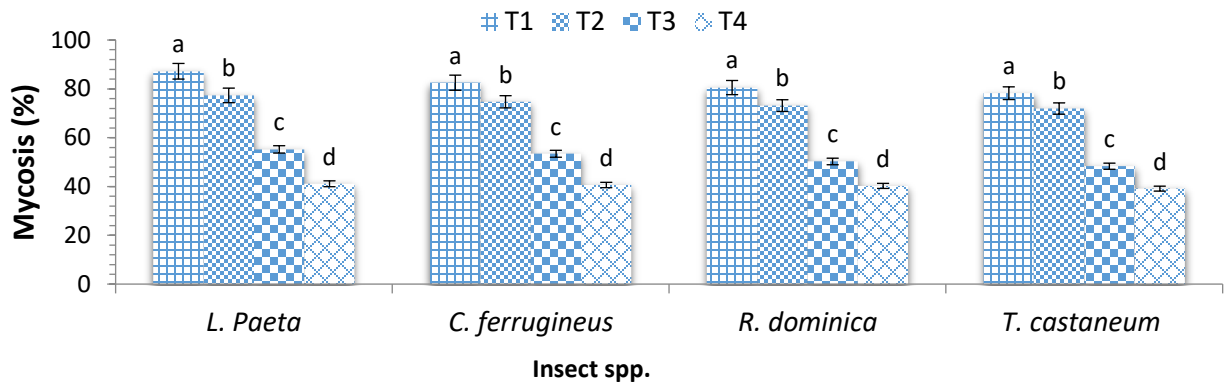 T1 T2 T3 T4
Mycosis (%)
100
80
60
40
20
0
a b c d a b c d a b c d a b c d
L. Paeta C. ferrugineus R. dominica T. castaneum
Insect spp.